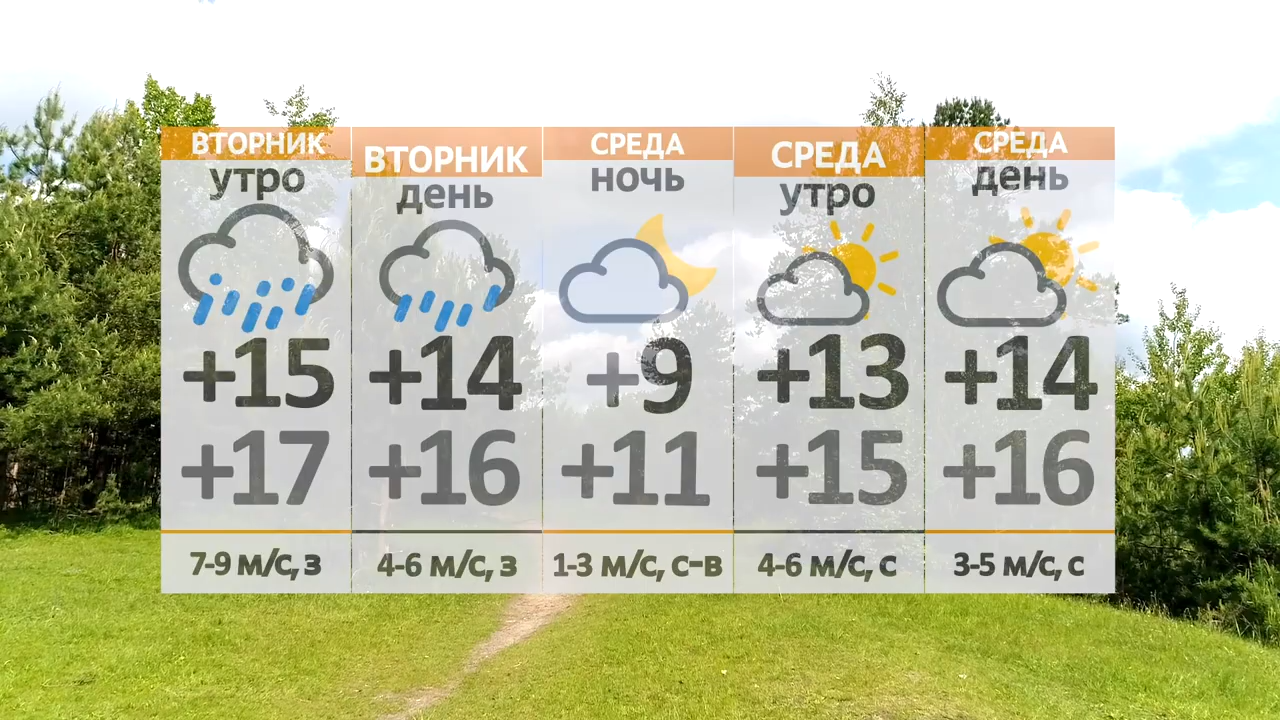 ВТОРНИК
утро
+15
+17
7-9 м/с, з
ВТОРНИК
день
+14
+16
4-6 м/с, з
СРЕДА
ночь
+9
+11
1-3 м/с, с-в
СРЕДА
утро
+13
+15
4-6 м/с, с
СРЕДА
день
+14
+16
3-5 м/с, с